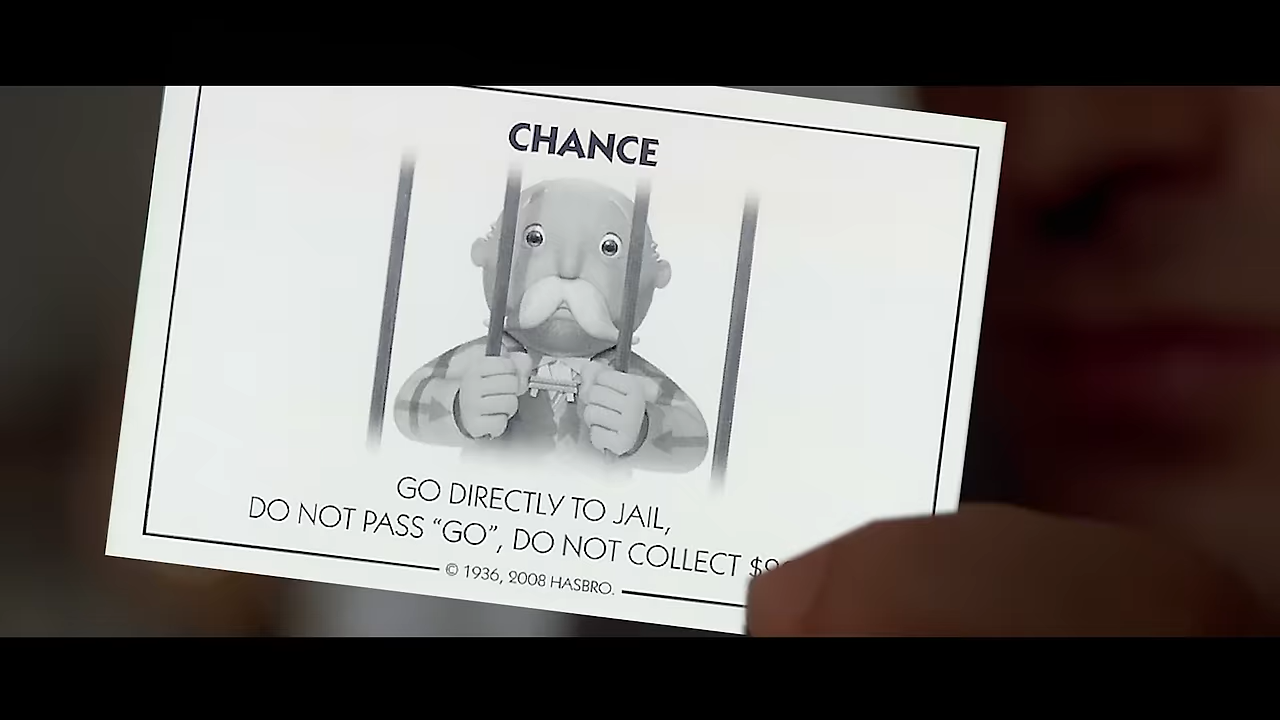 CHANCE
GO DIRECTLY TO JAIL,
DO NOT PASS “GO”, DO NOT COLLECT
© 1936, 2008 HASBRO.